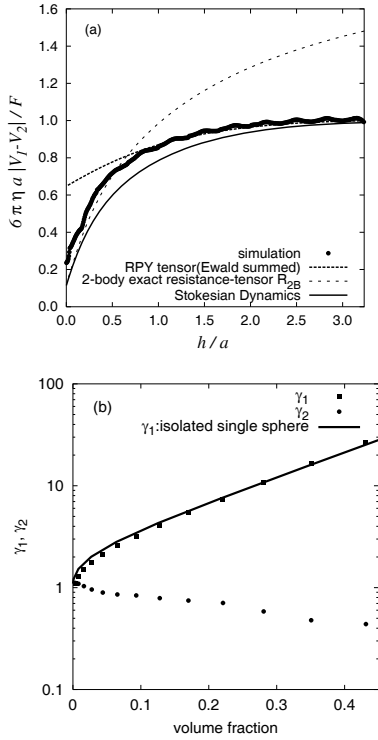 (a)
6 π η a |V₁-V₂| / F
1.6
1.4
1.2
1.0
0.8
0.6
0.4
0.2
0.0
simulation
RPY tensor(Ewald summed)
2-body exact resistance-tensor R₂B
Stokesian Dynamics
0.0 0.5 1.0 1.5 2.0 2.5 3.0
h / a
(b)
γ₁
γ₂
γ₁:isolated single sphere
γ₁, γ₂
100
10
1
0.1
0 0.1 0.2 0.3 0.4
volume fraction